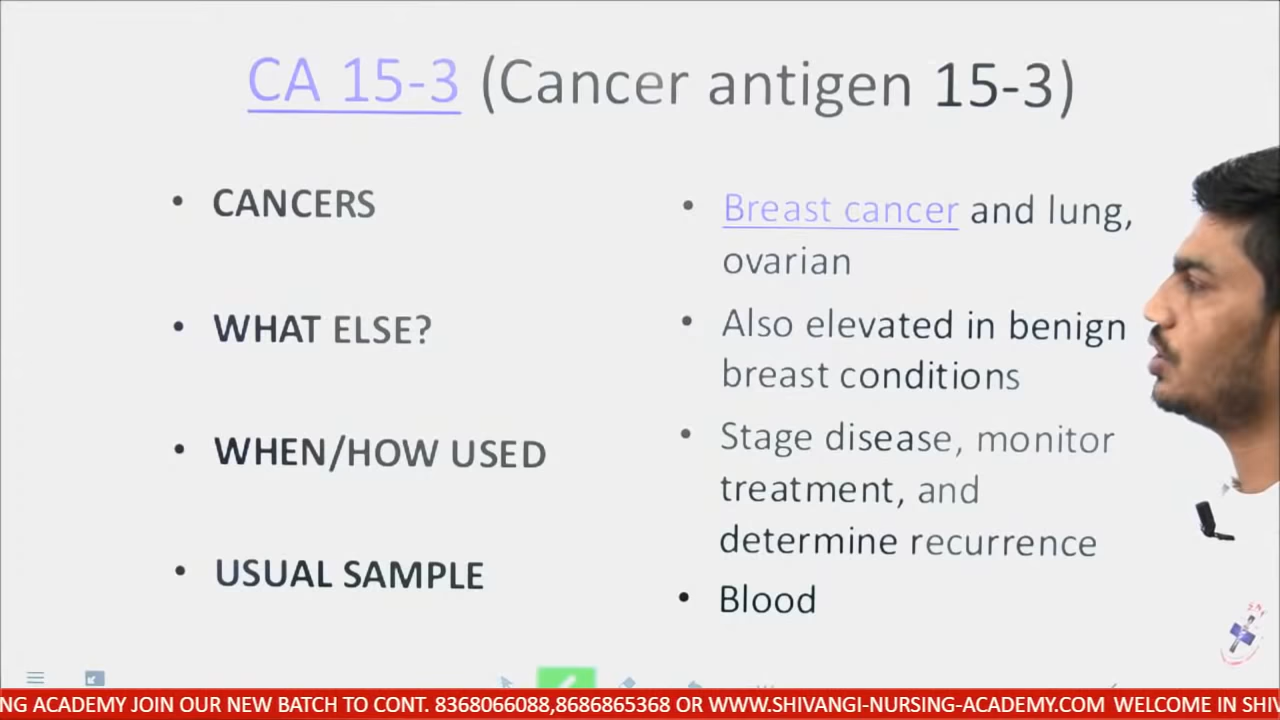 CA 15-3 (Cancer antigen 15-3)
• CANCERS
• Breast cancer and lung,
ovarian
• WHAT ELSE?
• Also elevated in benign
breast conditions
• WHEN/HOW USED
• Stage disease, monitor
treatment, and
determine recurrence
• USUAL SAMPLE
• Blood
NG ACADEMY JOIN OUR NEW BATCH TO CONT. 8368066088,8686865368 OR WWW.SHIVANGI-NURSING-ACADEMY.COM WELCOME IN SHIV